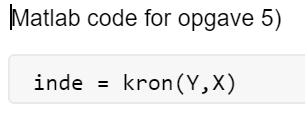 Matlab code for opgave 5)
inde = kron(Y,X)